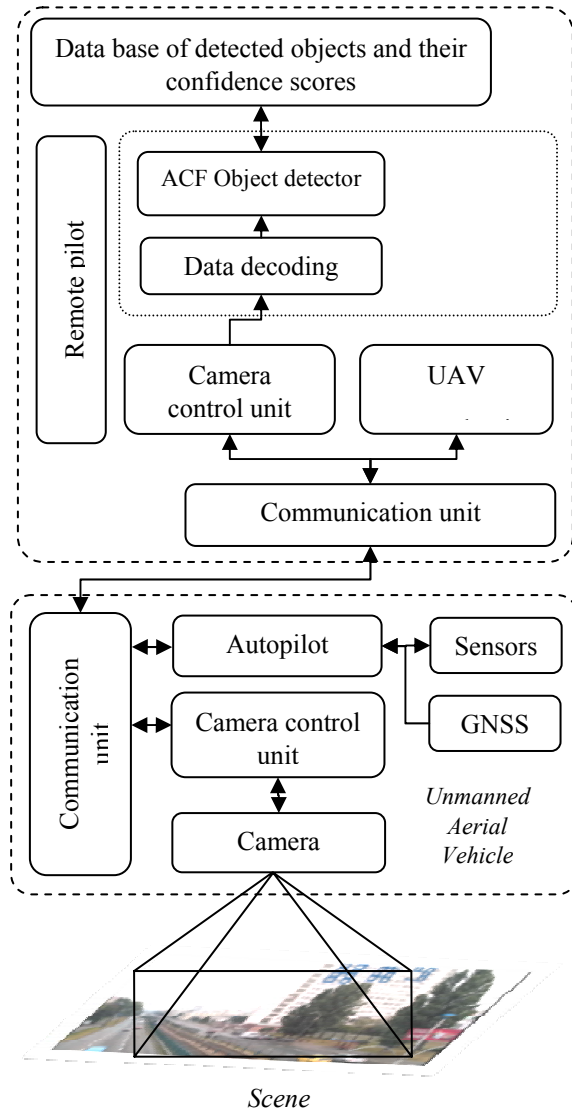 Data base of detected objects and their
confidence scores
ACF Object detector
Data decoding
Remote pilot
Camera
control unit
UAV
Communication unit
Communication
unit
Autopilot
Sensors
Camera control
unit
GNSS
Camera
Unmanned
Aerial
Vehicle
Scene